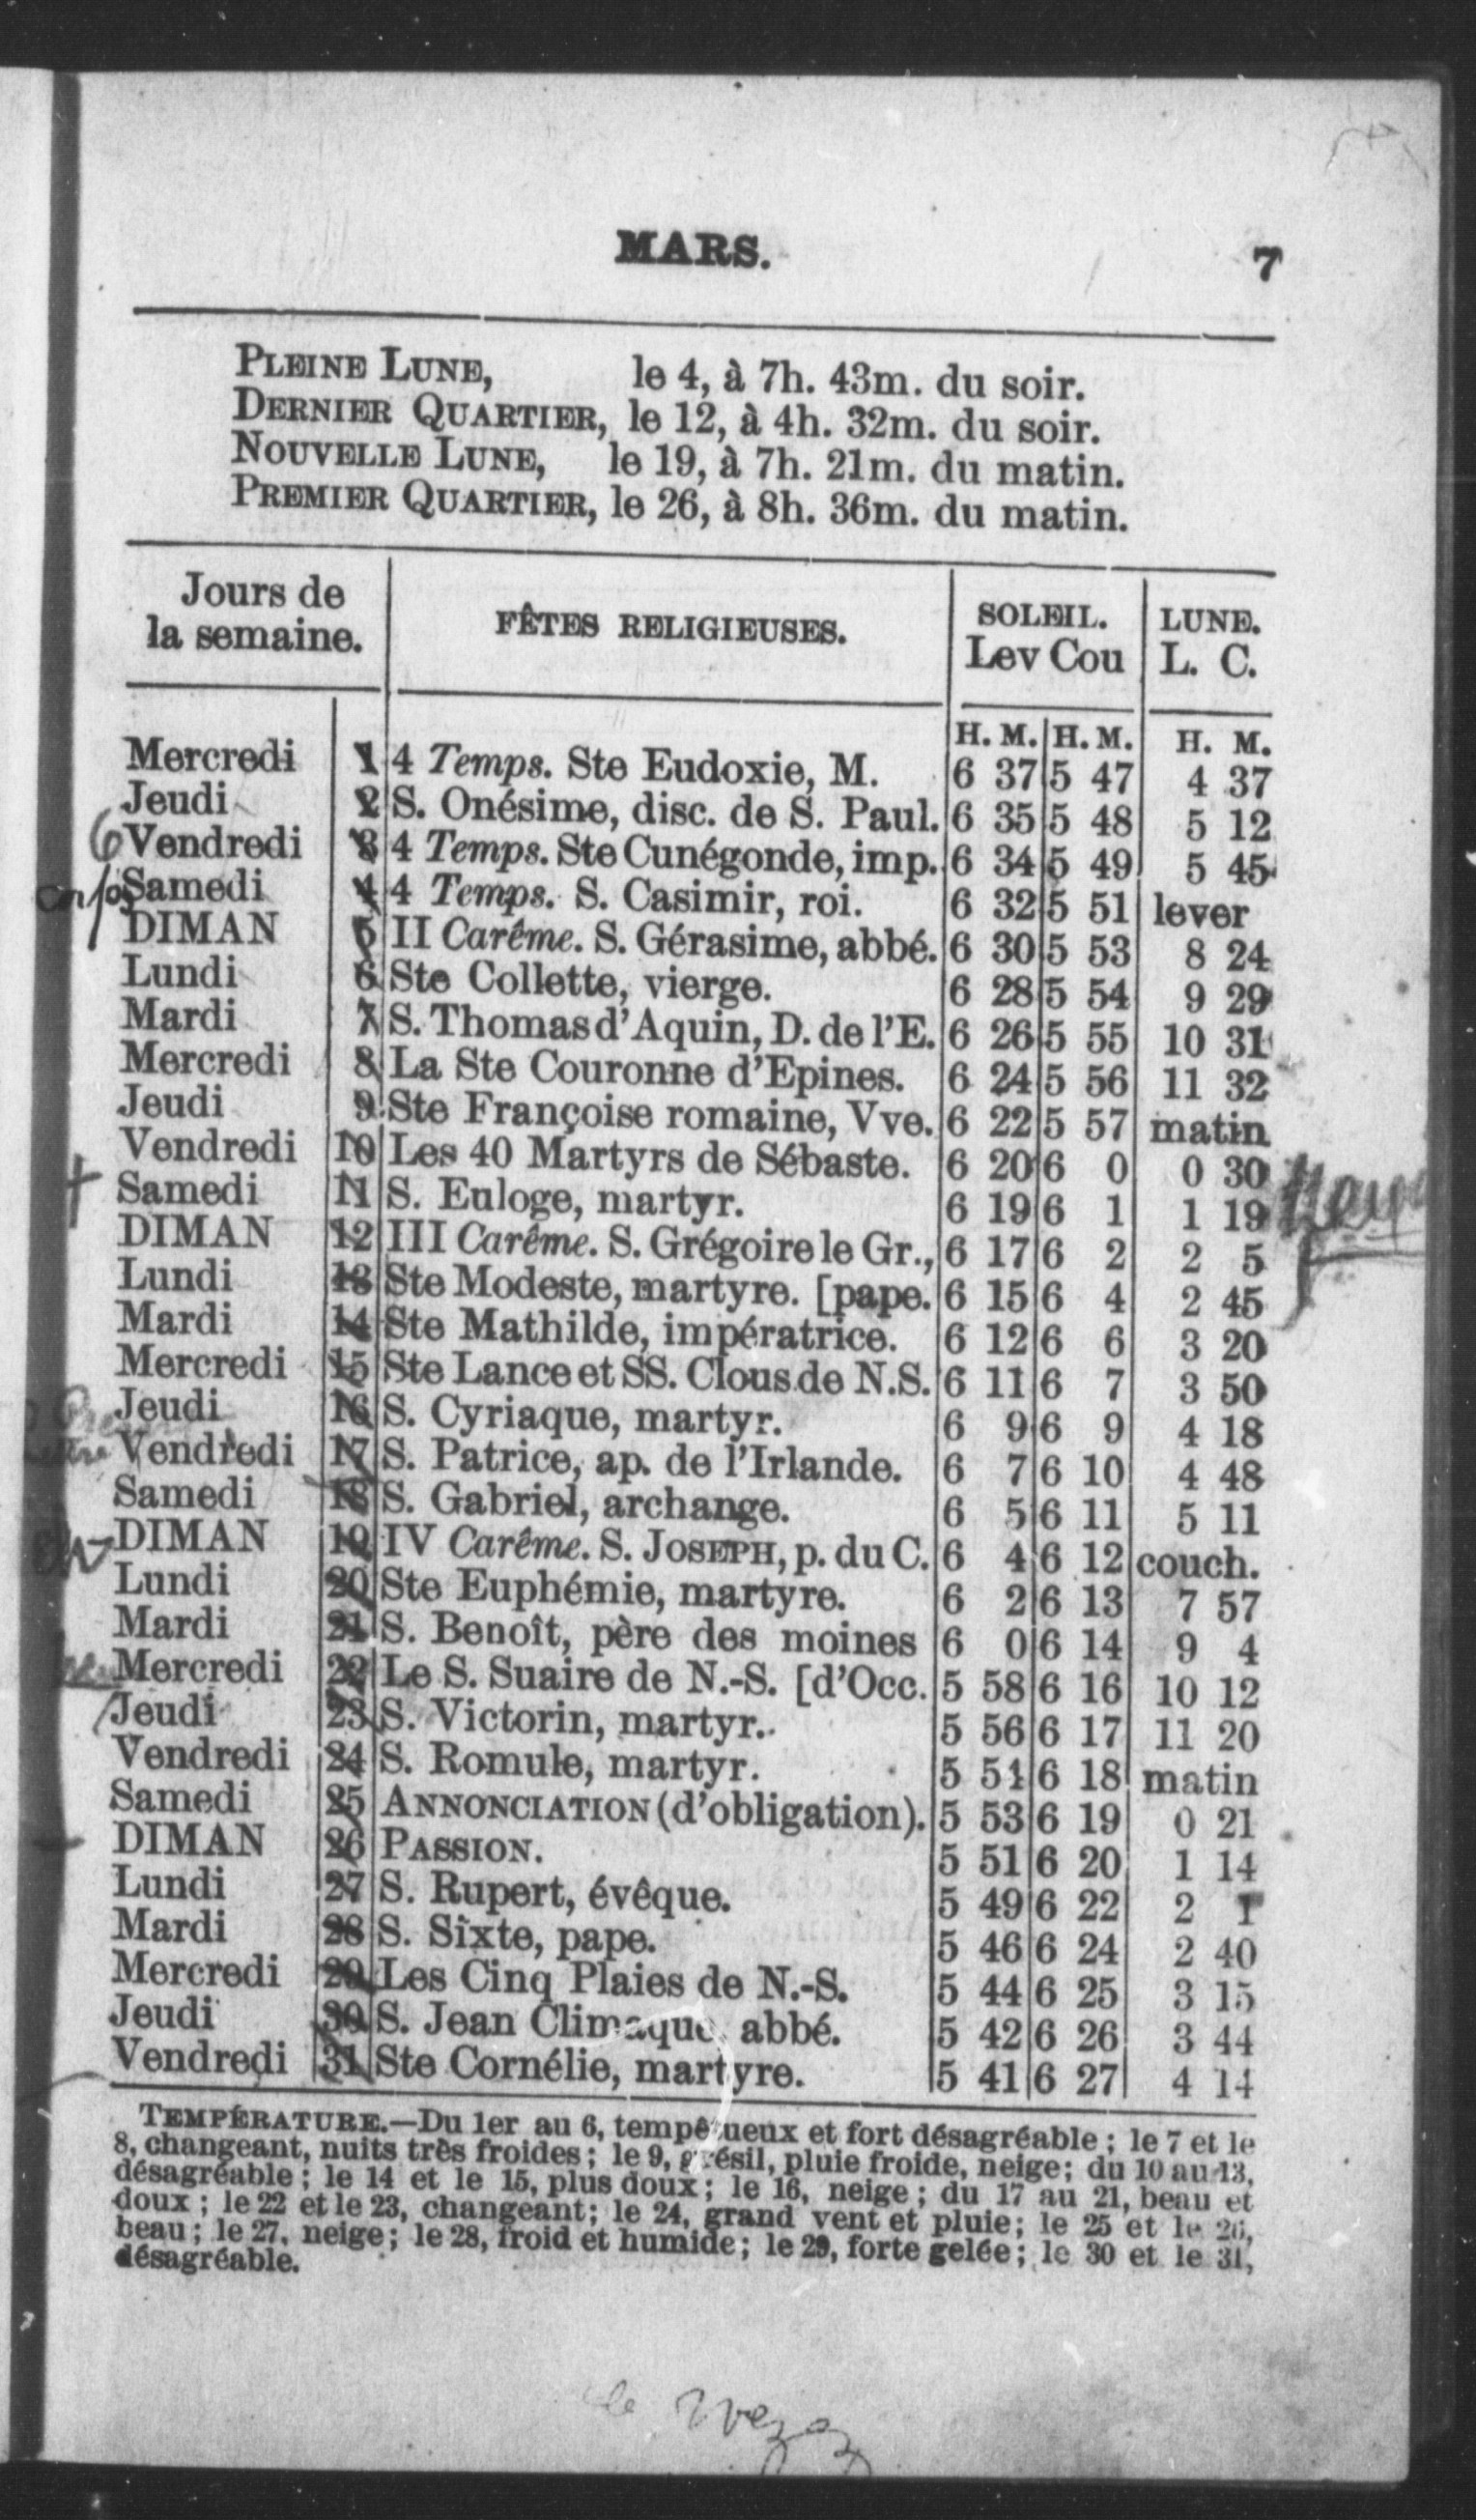 MARS. 7
PLEINE LUNE, le 4, à 7h. 43m. du soir.
DERNIER QUARTIER, le 12, à 4h. 32m. du soir.
NOUVELLE LUNE, le 19, à 7h. 21m. du matin.
PREMIER QUARTIER, le 26, à 8h. 36m. du matin.
Jours de la semaine. FÊTES RELIGIEUSES. SOLEIL. Lev Cou LUNE. L. C.
H. M. H. M. H. M.
Mercredi 1 4 Temps. Ste Eudoxie, M. 6 37 5 47 4 37
Jeudi 2 S. Onésime, disc. de S. Paul. 6 35 5 48 5 12
Vendredi 3 4 Temps. Ste Cunégonde, imp. 6 34 5 49 5 45
Samedi 4 4 Temps. S. Casimir, roi. 6 32 5 51 lever
DIMAN 5 II Carême. S. Gérasime, abbé. 6 30 5 53 8 24
Lundi 6 Ste Collette, vierge. 6 28 5 54 9 29
Mardi 7 S. Thomas d'Aquin, D. de l'E. 6 26 5 55 10 31
Mercredi 8 La Ste Couronne d'Epines. 6 24 5 56 11 32
Jeudi 9 Ste Françoise romaine, Vve. 6 22 5 57 matin
Vendredi 10 Les 40 Martyrs de Sébaste. 6 20 6 0 0 30
Samedi 11 S. Euloge, martyr. 6 19 6 1 1 19
DIMAN 12 III Carême. S. Grégoire le Gr., 6 17 6 2 2 5
Lundi 13 Ste Modeste, martyre. [pape. 6 15 6 4 2 45
Mardi 14 Ste Mathilde, impératrice. 6 12 6 6 3 20
Mercredi 15 Ste Lance et SS. Clous de N.S. 6 11 6 7 3 50
Jeudi 16 S. Cyriaque, martyr. 6 9 6 9 4 18
Vendredi 17 S. Patrice, ap. de l'Irlande. 6 7 6 10 4 48
Samedi 18 S. Gabriel, archange. 6 5 6 11 5 11
DIMAN 19 IV Carême. S. JOSEPH, p. du C. 6 4 6 12 couch.
Lundi 20 Ste Euphémie, martyre. 6 2 6 13 7 57
Mardi 21 S. Benoît, père des moines 6 0 6 14 9 4
Mercredi 22 Le S. Suaire de N.-S. [d'Occ. 5 58 6 16 10 12
Jeudi 23 S. Victorin, martyr. 5 56 6 17 11 20
Vendredi 24 S. Romule, martyr. 5 54 6 18 matin
Samedi 25 ANNONCIATION (d'obligation). 5 53 6 19 0 21
DIMAN 26 PASSION. 5 51 6 20 1 14
Lundi 27 S. Rupert, évêque. 5 49 6 22 2 1
Mardi 28 S. Sixte, pape. 5 46 6 24 2 40
Mercredi 29 Les Cinq Plaies de N.-S. 5 44 6 25 3 15
Jeudi 30 S. Jean Climaque, abbé. 5 42 6 26 3 44
Vendredi 31 Ste Cornélie, martyre. 5 41 6 27 4 14
TEMPÉRATURE.—Du 1er au 6, tempêtueux et fort désagréable; le 7 et le
8, changeant, nuits très froides; le 9, grésil, pluie froide, neige; du 10 au 13,
désagréable; le 14 et le 15, plus doux; le 16, neige; du 17 au 21, beau et
doux; le 22 et le 23, changeant; le 24, grand vent et pluie; le 25 et le 26,
beau; le 27, neige; le 28, froid et humide; le 29, forte gelée; le 30 et le 31,
désagréable.